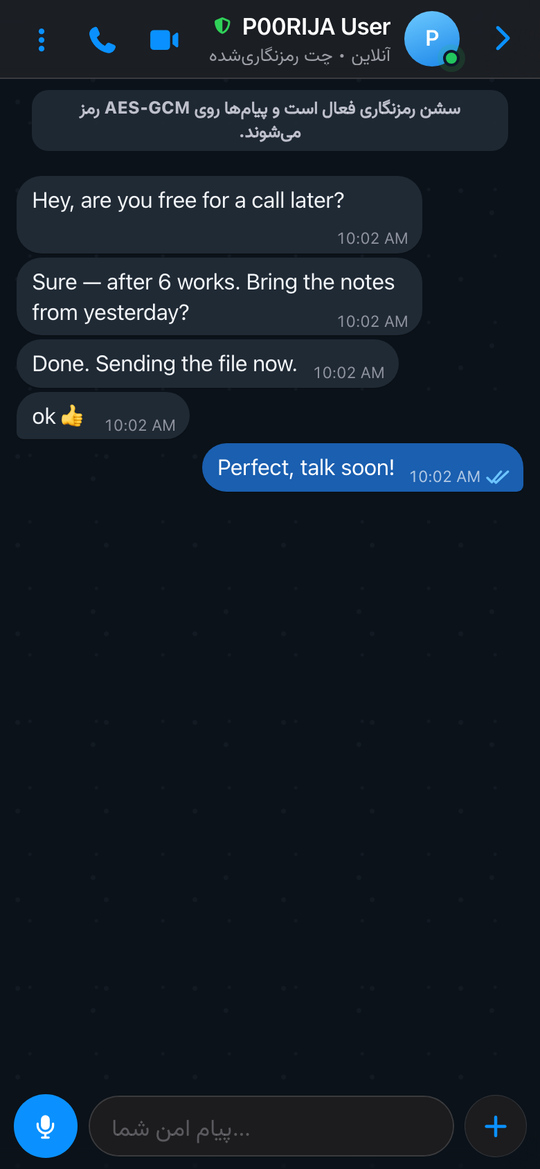 P00RIJA User
P
آنلاین • چت رمزنگاری‌شده
سشن رمزنگاری فعال است و پیام‌ها روی AES-GCM رمز
می‌شوند.
Hey, are you free for a call later?
10:02 AM
Sure — after 6 works. Bring the notes
from yesterday?
10:02 AM
Done. Sending the file now. 10:02 AM
ok 👍 10:02 AM
Perfect, talk soon! 10:02 AM
پیام امن شما...